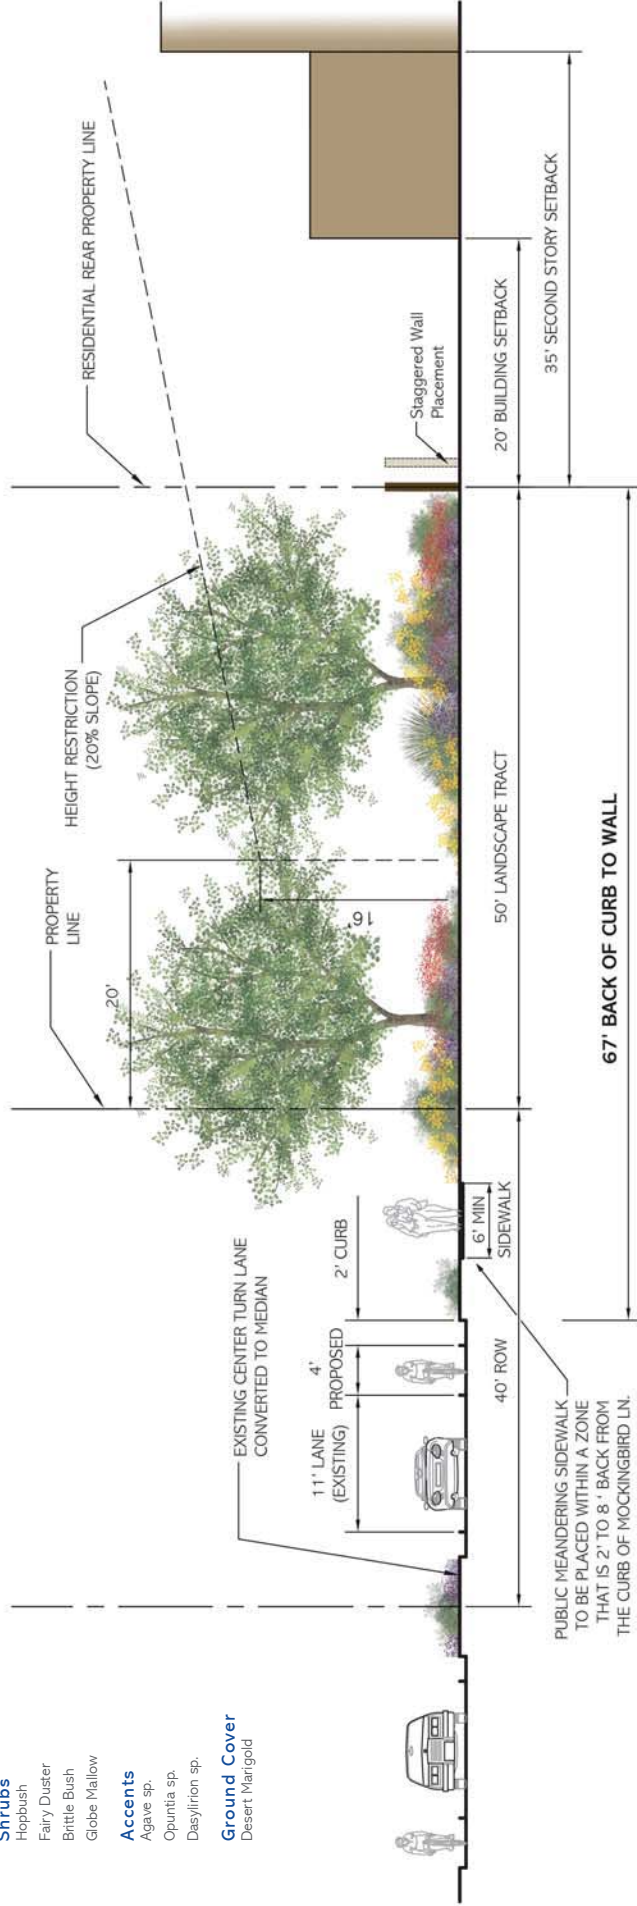 Shrubs
Hopbush
Fairy Duster
Brittle Bush
Globe Mallow
Accents
Agave sp.
Opuntia sp.
Dasylirion sp.
Ground Cover
Desert Marigold
EXISTING CENTER TURN LANE
CONVERTED TO MEDIAN
11' LANE
(EXISTING)
4'
PROPOSED
2' CURB
PROPERTY
LINE
20'
16'
HEIGHT RESTRICTION
(20% SLOPE)
RESIDENTIAL REAR PROPERTY LINE
Staggered Wall
Placement
6' MIN
SIDEWALK
40' ROW
50' LANDSCAPE TRACT
20' BUILDING SETBACK
35' SECOND STORY SETBACK
67' BACK OF CURB TO WALL
PUBLIC MEANDERING SIDEWALK
TO BE PLACED WITHIN A ZONE
THAT IS 2' TO 8 ' BACK FROM
THE CURB OF MOCKINGBIRD LN.